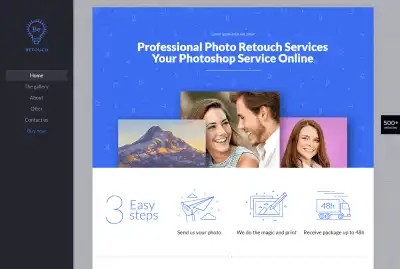 Be
RETOUCH
Home
The gallery
About
Offer
Contact us
Buy now
Professional Photo Retouch Services
Your Photoshop Service Online
500+
3 Easy
steps
Send us your photo
We do the magic and print
48h
Receive package up to 48h